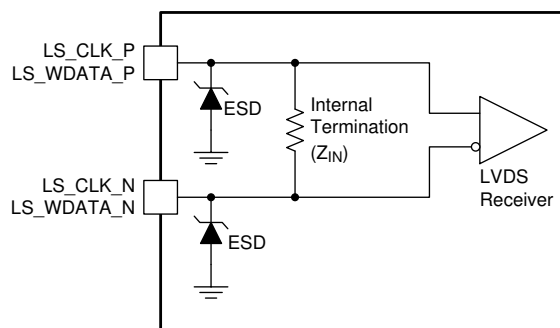 LS_CLK_P
LS_WDATA_P
ESD
Internal
Termination
(Z_IN)
LS_CLK_N
LS_WDATA_N
ESD
LVDS
Receiver